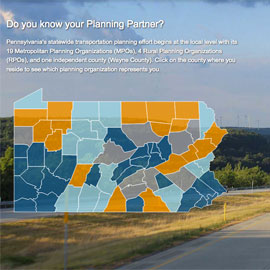 Do you know your Planning Partner?
Pennsylvania's statewide transportation planning effort begins at the local level with its
19 Metropolitan Planning Organizations (MPOs), 4 Rural Planning Organizations
(RPOs), and one independent county (Wayne County). Click on the county where you
reside to see which planning organization represents you.